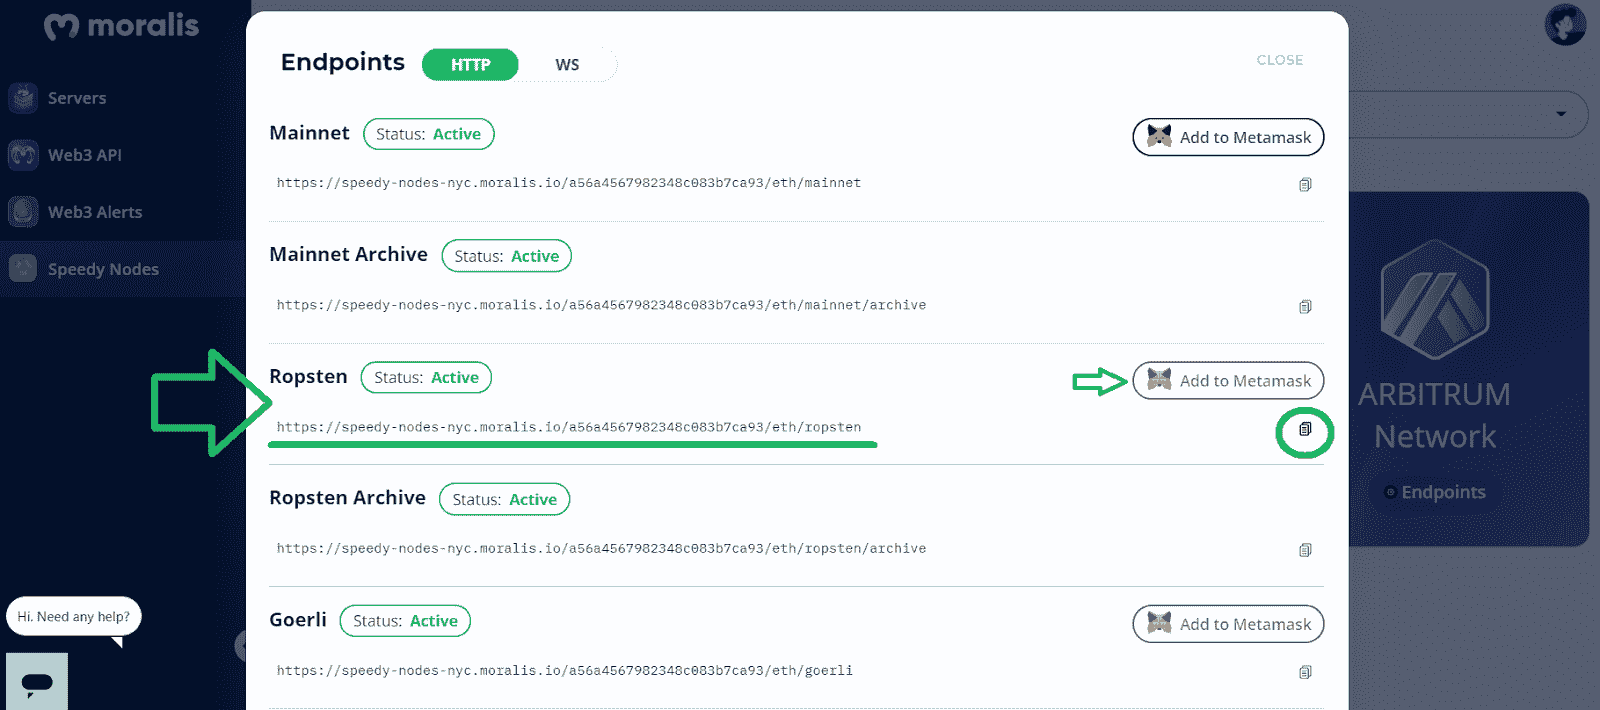 moralis
Servers
Web3 API
Web3 Alerts
Speedy Nodes
Hi. Need any help?
Endpoints HTTP WS CLOSE
Mainnet Status: Active Add to Metamask
https://speedy-nodes-nyc.moralis.io/a56a4567982348c083b7ca93/eth/mainnet
Mainnet Archive Status: Active
https://speedy-nodes-nyc.moralis.io/a56a4567982348c083b7ca93/eth/mainnet/archive
Ropsten Status: Active Add to Metamask
https://speedy-nodes-nyc.moralis.io/a56a4567982348c083b7ca93/eth/ropsten
Ropsten Archive Status: Active
https://speedy-nodes-nyc.moralis.io/a56a4567982348c083b7ca93/eth/ropsten/archive
Goerli Status: Active Add to Metamask
https://speedy-nodes-nyc.moralis.io/a56a4567982348c083b7ca93/eth/goerli
ARBITRUM
Network
Endpoints